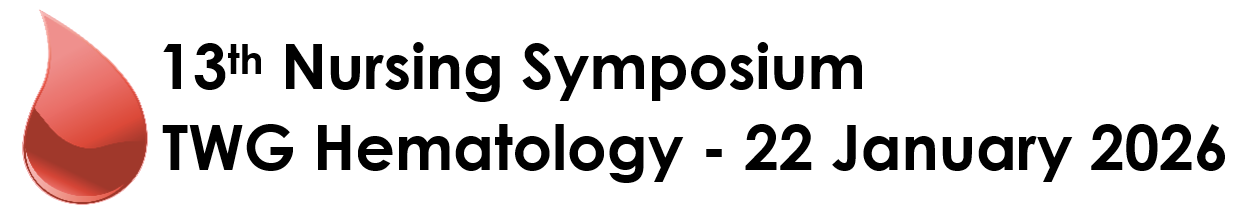 13th Nursing Symposium
TWG Hematology - 22 January 2026